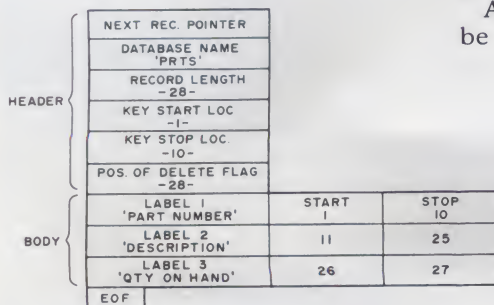 A
be
NEXT REC. POINTER
DATABASE NAME
'PRTS'
RECORD LENGTH
-28-
KEY START LOC
-1-
KEY STOP LOC.
-10-
POS. OF DELETE FLAG
-28-
HEADER
LABEL 1 START STOP
'PART NUMBER' 1 10
LABEL 2
'DESCRIPTION' 11 25
LABEL 3
'QTY ON HAND' 26 27
BODY
EOF